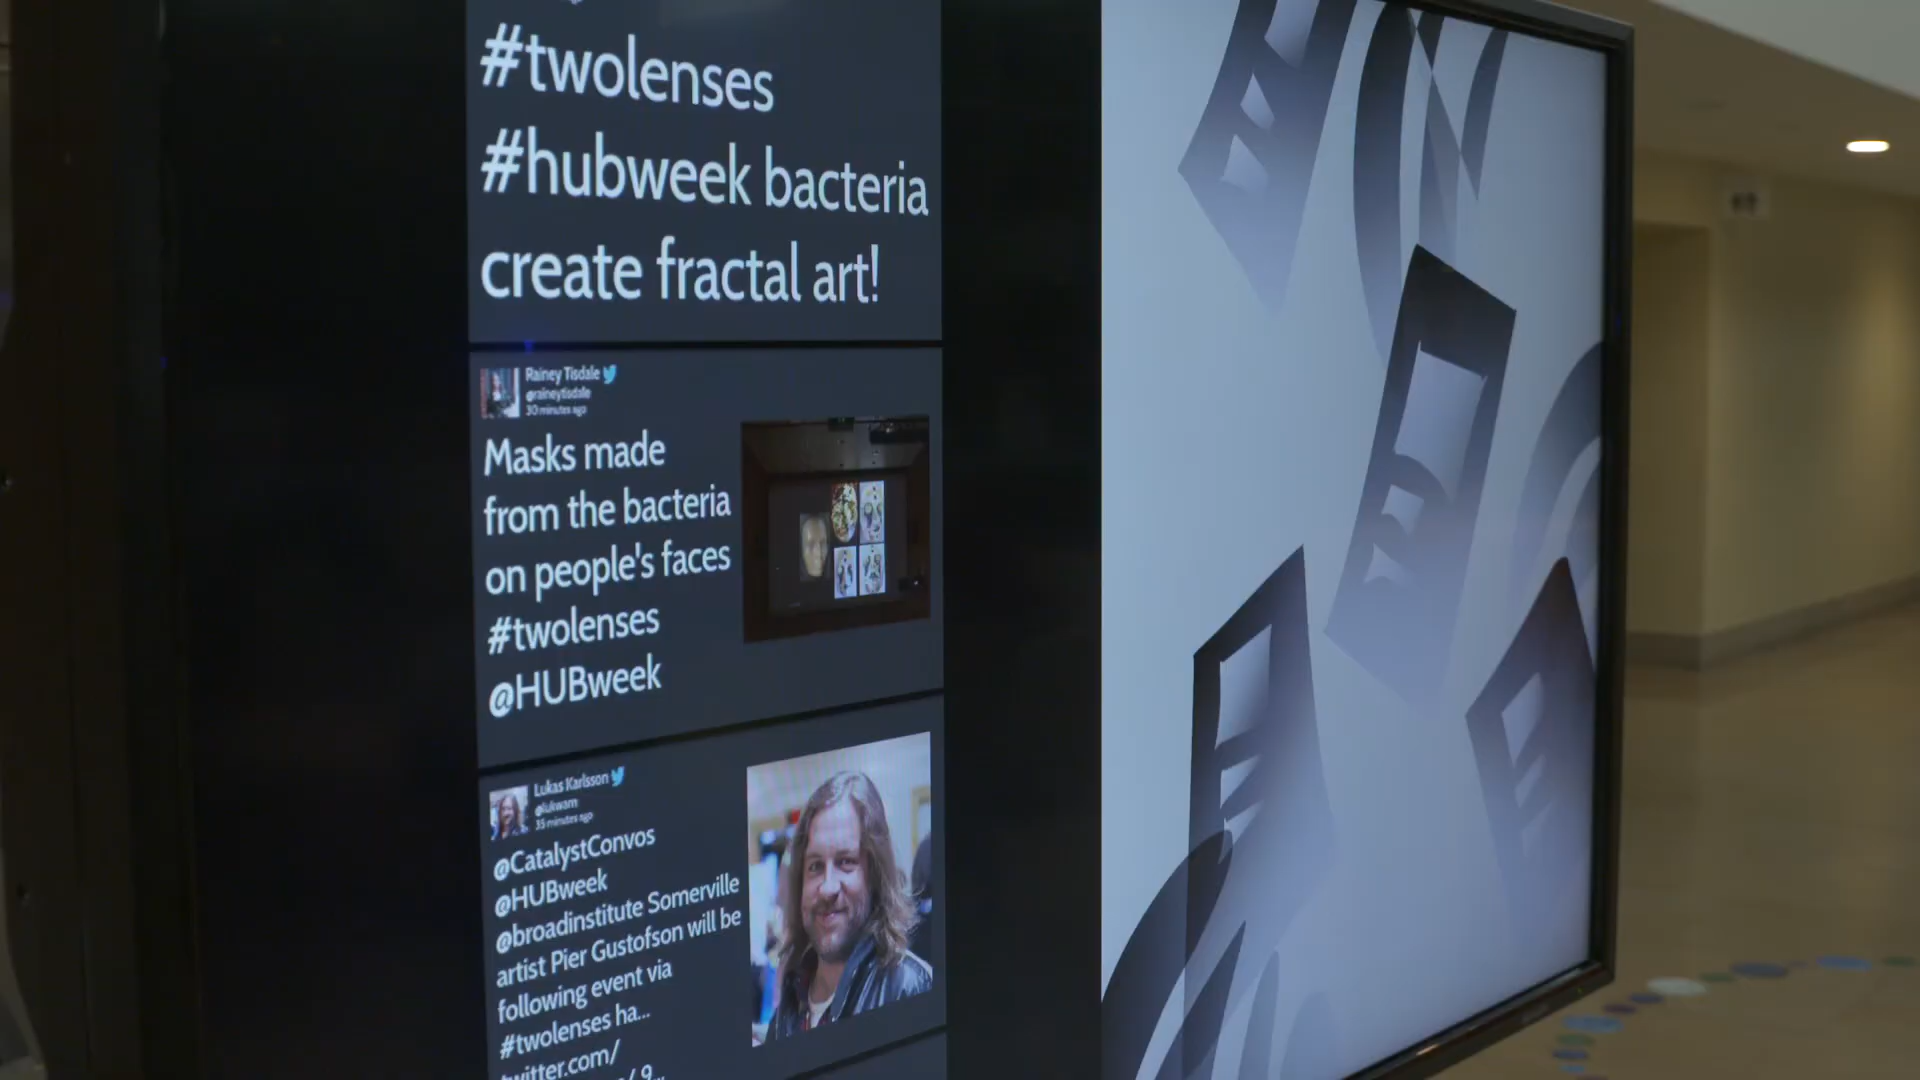 #twolenses
#hubweek bacteria
create fractal art!
Rainey Tisdale
@raineytisdale
30 minutes ago
Masks made
from the bacteria
on people's faces
#twolenses
@HUBweek
Lukas Karlsson
@lukwam
35 minutes ago
@CatalystConvos
@HUBweek
@broadinstitute Somerville
artist Pier Gustofson will be
following event via
#twolenses ha...
twitter.com/